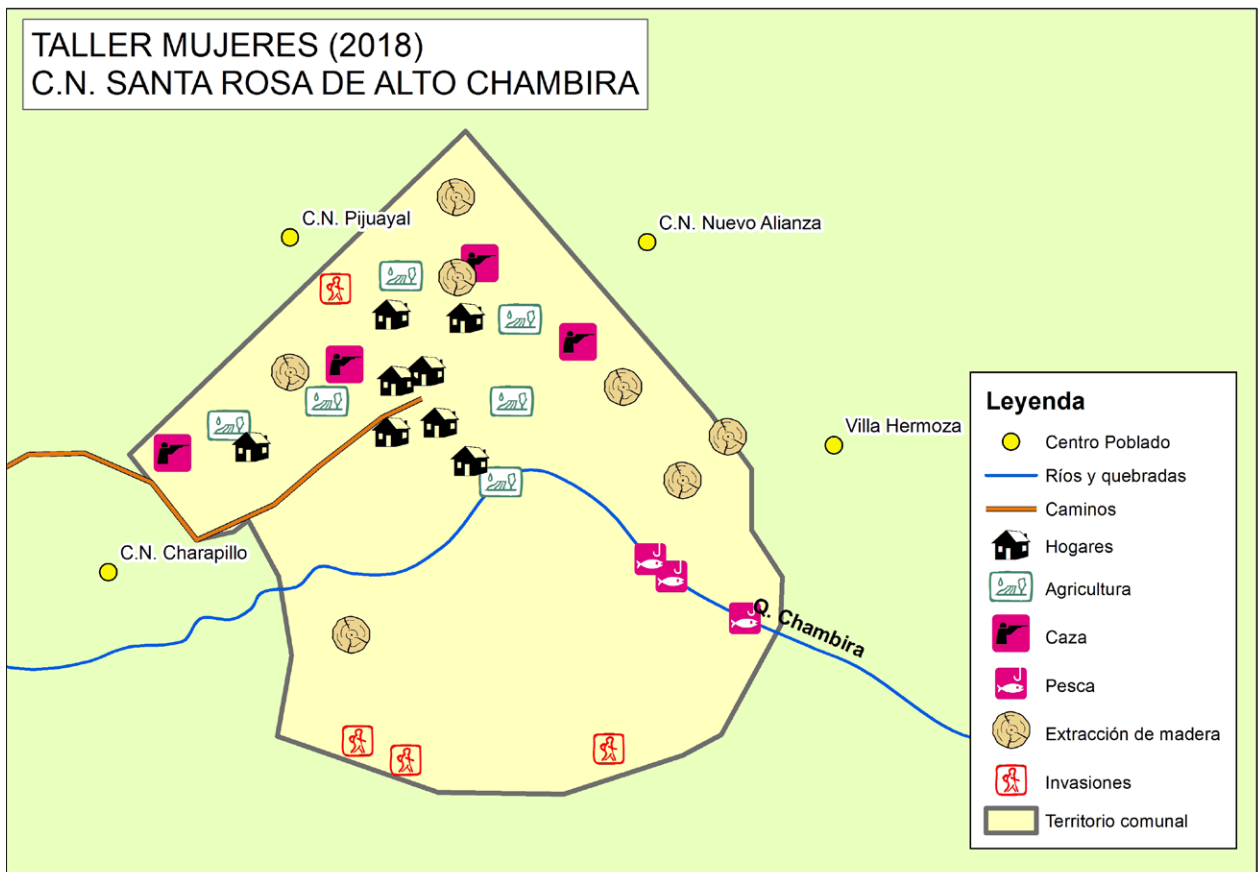 TALLER MUJERES (2018)
C.N. SANTA ROSA DE ALTO CHAMBIRA
C.N. Pijuayal
C.N. Nuevo Alianza
Villa Hermoza
C.N. Charapillo
Q. Chambira
Leyenda
Centro Poblado
Ríos y quebradas
Caminos
Hogares
Agricultura
Caza
Pesca
Extracción de madera
Invasiones
Territorio comunal